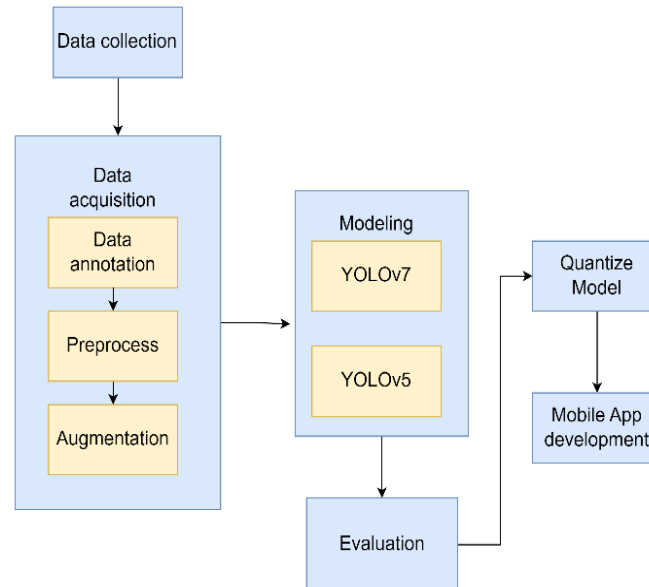 Data collection
Data
acquisition
Data
annotation
Preprocess
Augmentation
Modeling
YOLOv7
YOLOv5
Evaluation
Quantize
Model
Mobile App
development